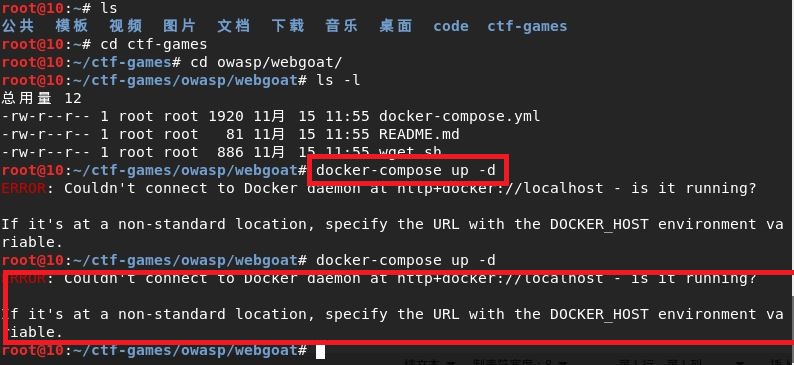 root@10:~# ls
公共 模板 视频 图片 文档 下载 音乐 桌面 code ctf-games
root@10:~# cd ctf-games
root@10:~/ctf-games# cd owasp/webgoat/
root@10:~/ctf-games/owasp/webgoat# ls -l
总用量 12
-rw-r--r-- 1 root root 1920 11月 15 11:55 docker-compose.yml
-rw-r--r-- 1 root root 81 11月 15 11:55 README.md
-rw-r--r-- 1 root root 886 11月 15 11:55 wget.sh
root@10:~/ctf-games/owasp/webgoat# docker-compose up -d
ERROR: Couldn't connect to Docker daemon at http+docker://localhost - is it running?
If it's at a non-standard location, specify the URL with the DOCKER_HOST environment va
riable.
root@10:~/ctf-games/owasp/webgoat# docker-compose up -d
ERROR: Couldn't connect to Docker daemon at http+docker://localhost - is it running?
If it's at a non-standard location, specify the URL with the DOCKER_HOST environment va
riable.
root@10:~/ctf-games/owasp/webgoat#